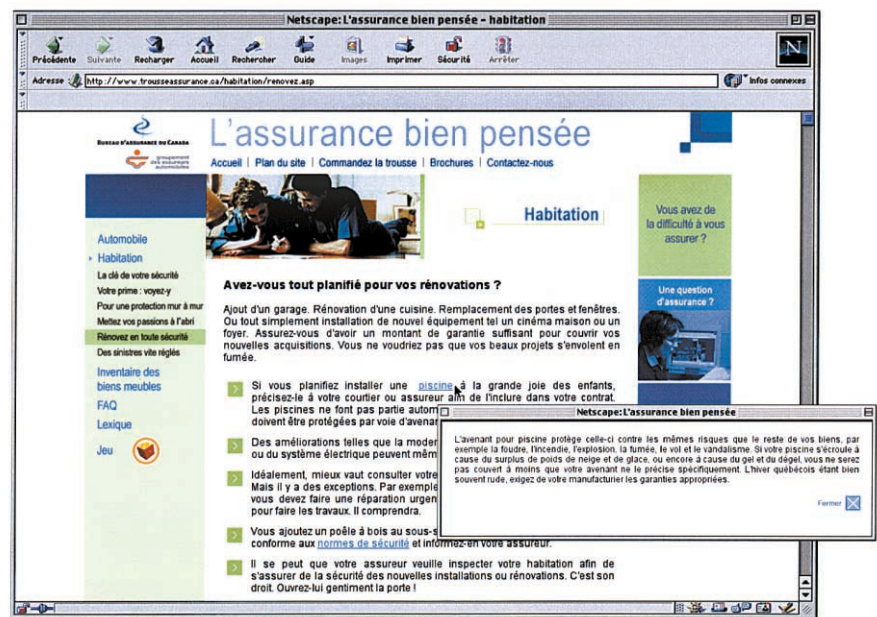 Netscape: L'assurance bien pensée – habitation
Précédente Suivante Recharger Accueil Rechercher Guide Images Imprimer Sécurité Arrêter
N
Adresse : http://www.trousseassurance.ca/habitation/renovez.asp
Infos connexes
BUREAU D'ASSURANCE DU CANADA
groupement
des assureurs
automobiles
L'assurance bien pensée
Accueil | Plan du site | Commandez la trousse | Brochures | Contactez-nous
Automobile
Habitation
La clé de votre sécurité
Votre prime : voyez-y
Pour une protection mur à mur
Mettez vos passions à l'abri
Rénovez en toute sécurité
Des sinistres vite réglés
Inventaire des
biens meubles
FAQ
Lexique
Jeu
Habitation
Avez-vous tout planifié pour vos rénovations ?
Ajout d'un garage. Rénovation d'une cuisine. Remplacement des portes et fenêtres.
Ou tout simplement installation de nouvel équipement tel un cinéma maison ou un
foyer. Assurez-vous d'avoir un montant de garantie suffisant pour couvrir vos
nouvelles acquisitions. Vous ne voudriez pas que vos beaux projets s'envolent en
fumée.
Si vous planifiez installer une piscine à la grande joie des enfants,
précisez-le à votre courtier ou assureur afin de l'inclure dans votre contrat.
Les piscines ne font pas partie autom
doivent être protégées par voie d'avenan
Des améliorations telles que la moder
ou du système électrique peuvent mêm
Idéalement, mieux vaut consulter votre
Mais il y a des exceptions. Par exemple
vous devez faire une réparation urgen
pour faire les travaux. Il comprendra.
Vous ajoutez un poêle à bois au sous-s
conforme aux normes de sécurité et informez-en votre assureur.
Il se peut que votre assureur veuille inspecter votre habitation afin de
s'assurer de la sécurité des nouvelles installations ou rénovations. C'est son
droit. Ouvrez-lui gentiment la porte !
Vous avez de
la difficulté à vous
assurer ?
Une question
d'assurance ?
Netscape: L'assurance bien pensée
L'avenant pour piscine protège celle-ci contre les mêmes risques que le reste de vos biens, par
exemple la foudre, l'incendie, l'explosion, la fumée, le vol et le vandalisme. Si votre piscine s'écroule à
cause du surplus de poids de neige et de glace, ou encore à cause du gel et du dégel, vous ne serez
pas couvert à moins que votre avenant ne le précise spécifiquement. L'hiver québécois étant bien
souvent rude, exigez de votre manufacturier les garanties appropriées.
Fermer